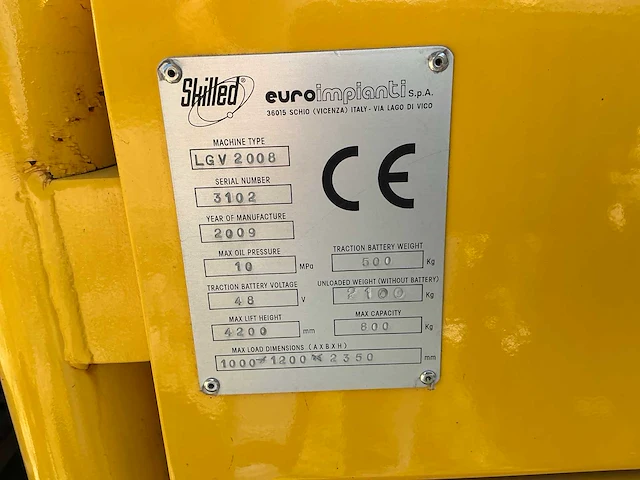 Skilled® euroimpianti S.p.A.
36015 SCHIO (VICENZA) ITALY - VIA LAGO DI VICO
MACHINE TYPE
LGV 2008
SERIAL NUMBER
3102
YEAR OF MANUFACTURE
2009
MAX OIL PRESSURE
10 MPa
TRACTION BATTERY VOLTAGE
48 V
MAX LIFT HEIGHT
4200 mm
CE
TRACTION BATTERY WEIGHT
500 Kg
UNLOADED WEIGHT (WITHOUT BATTERY)
2100 Kg
MAX CAPACITY
800 Kg
MAX LOAD DIMENSIONS (A X B X H)
1000 x 1200 x 2350 mm